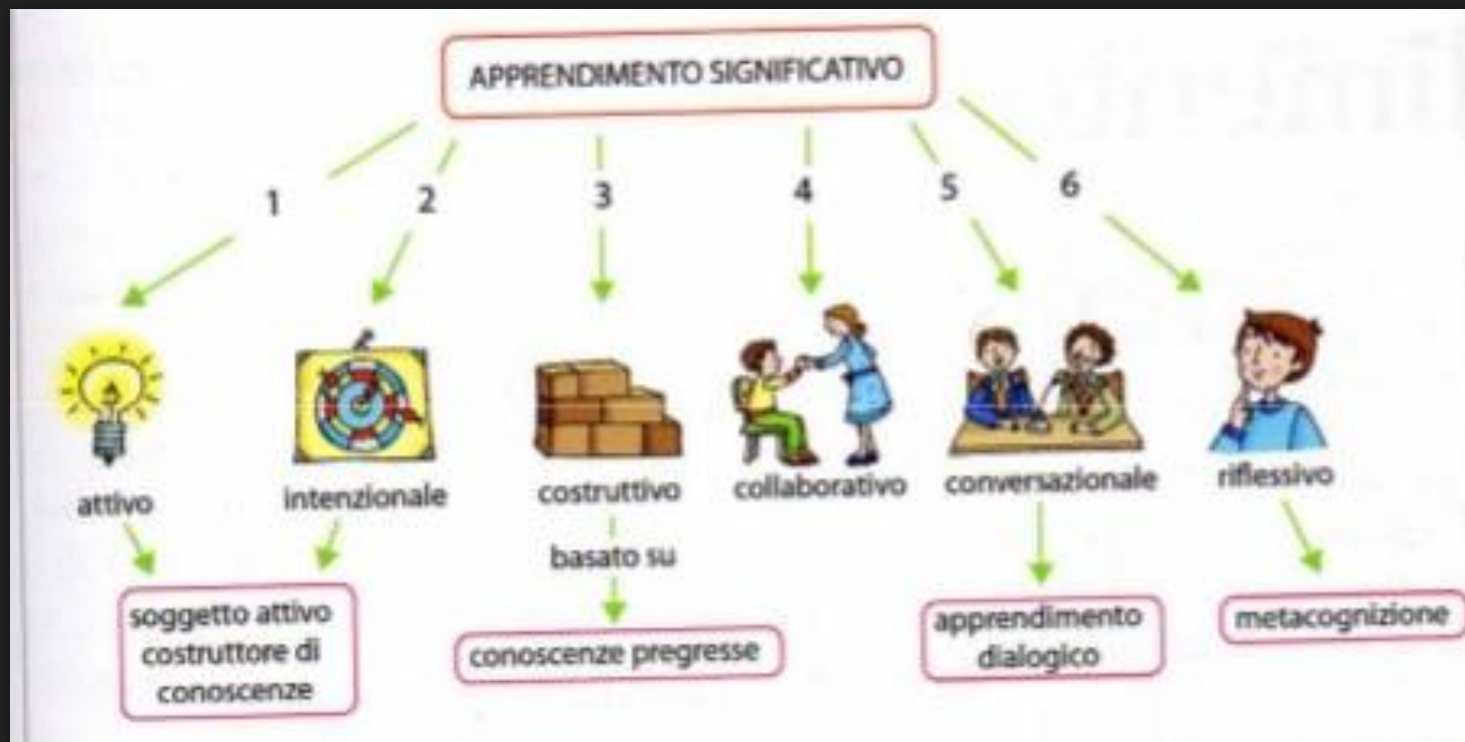 APPRENDIMENTO SIGNIFICATIVO
1
2
3
4
5
6
attivo
intenzionale
costruttivo
collaborativo
conversazionale
riflessivo
basato su
soggetto attivo
costruttore di
conoscenze
conoscenze pregresse
apprendimento
dialogico
metacognizione